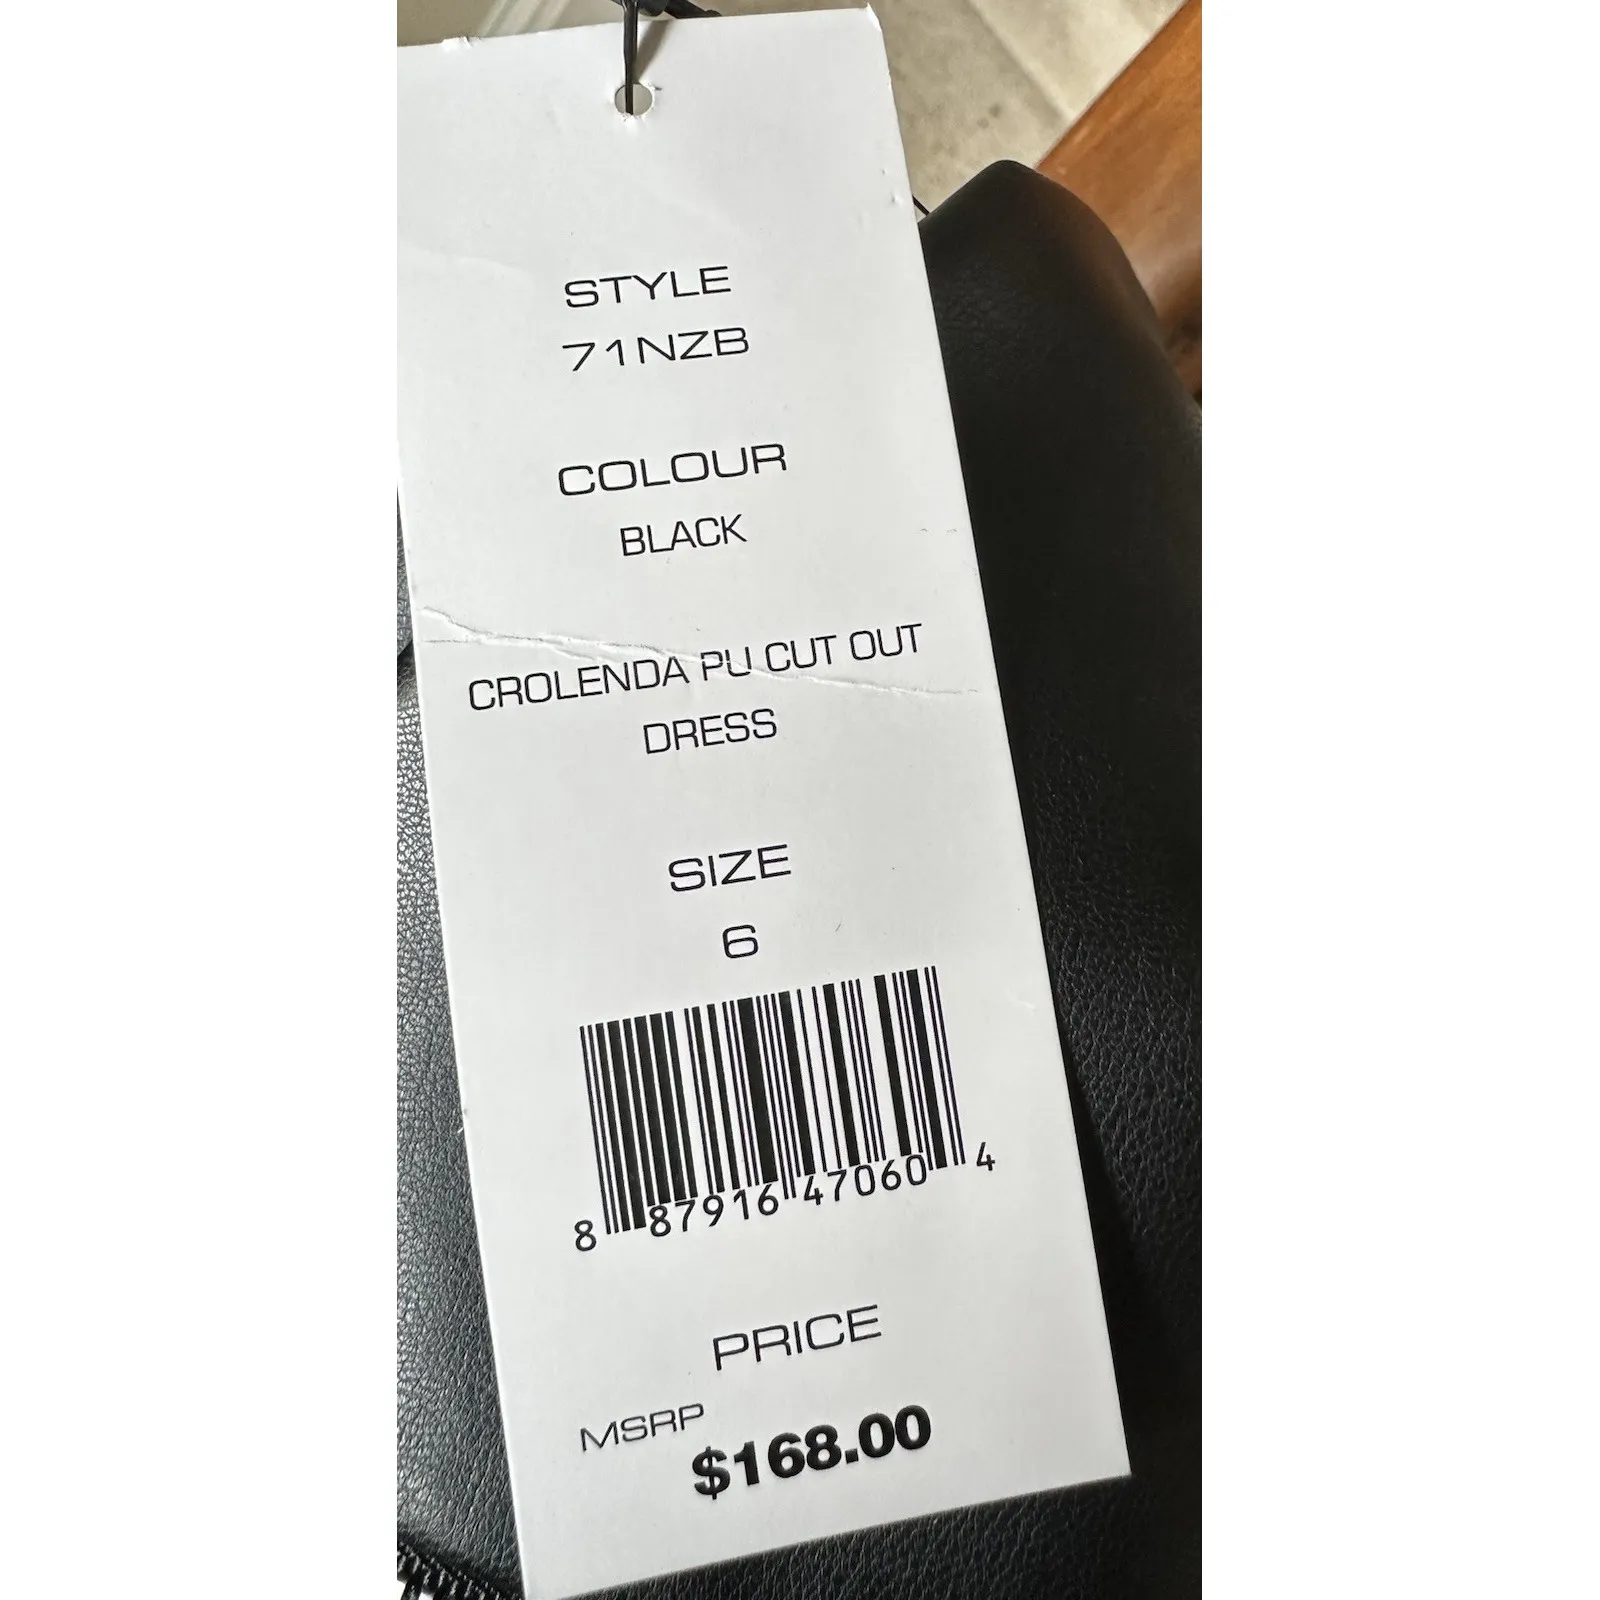 STYLE
71NZB
COLOUR
BLACK
CROLENDA PU CUT OUT
DRESS
SIZE
6
8 87916 47060 4
PRICE
MSRP
$168.00